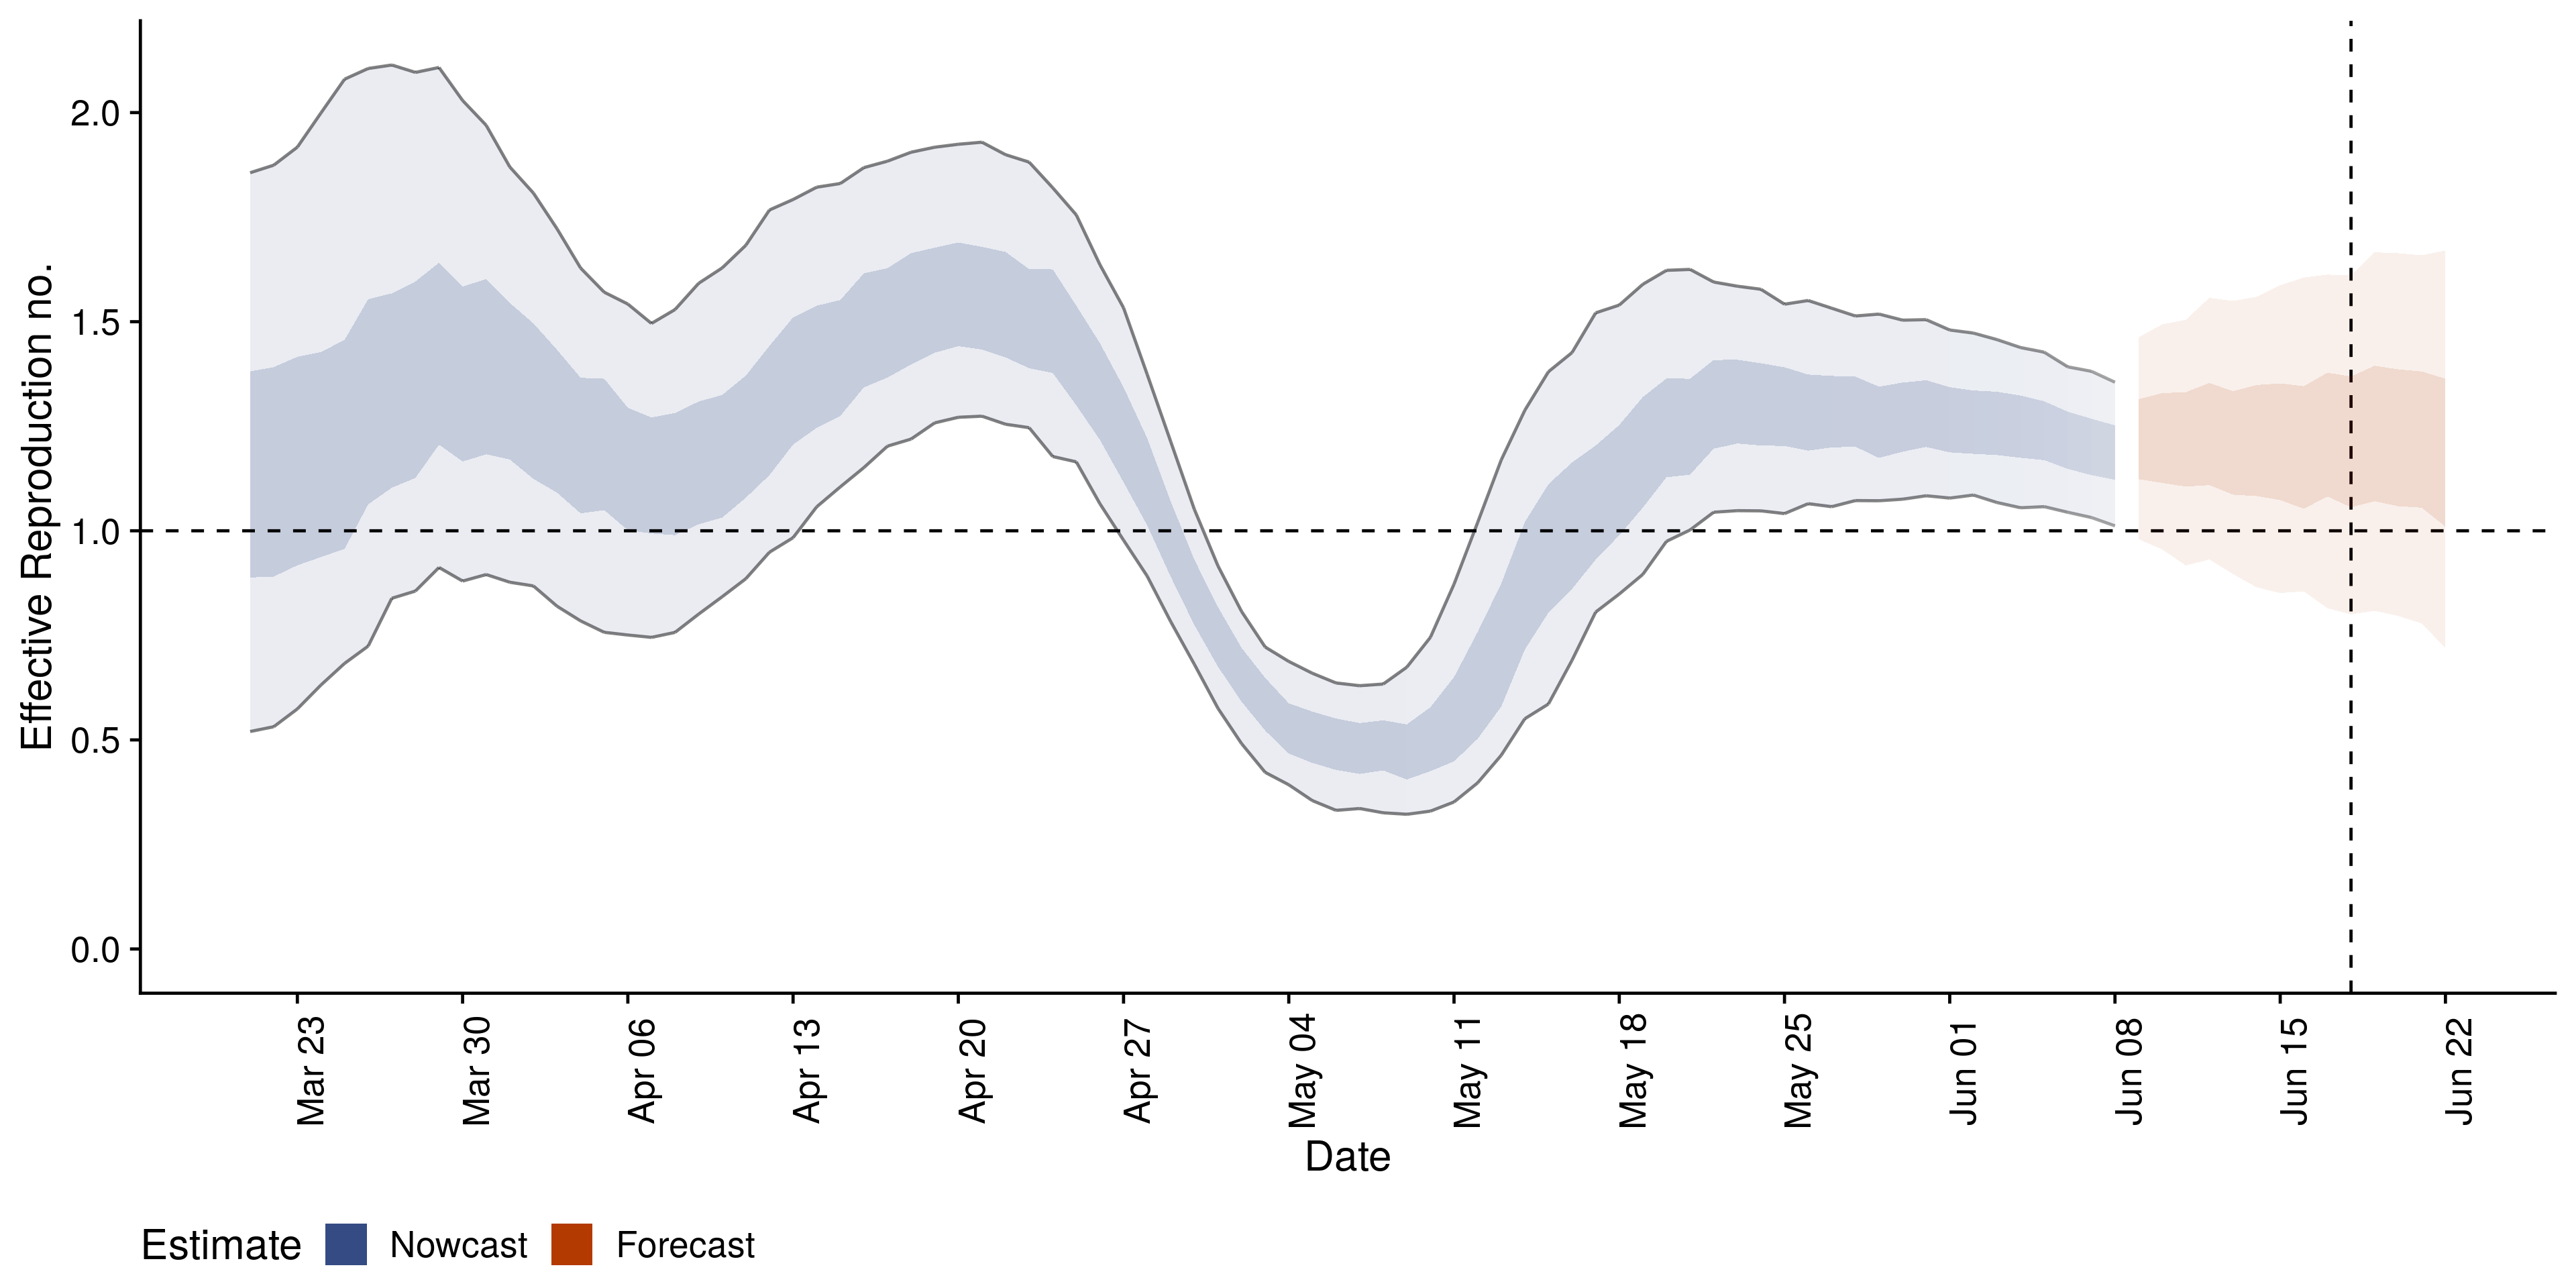 Effective Reproduction no.
2.0
1.5
1.0
0.5
0.0
Mar 23
Mar 30
Apr 06
Apr 13
Apr 20
Apr 27
May 04
May 11
May 18
May 25
Jun 01
Jun 08
Jun 15
Jun 22
Date
Estimate Nowcast Forecast